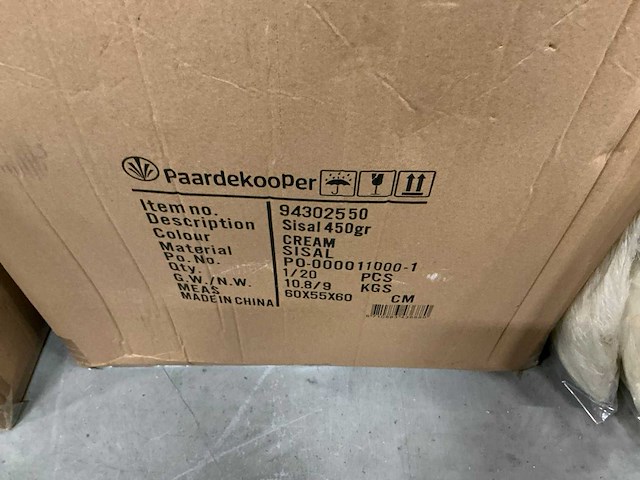 PaardekooPer
Item no. 94302550
Description Sisal 450gr
Colour CREAM
Material SISAL
Po. No. PO-000011000-1
Qty. 1/20 PCS
G.W./N.W. 10.8/9 KGS
MEAS 60X55X60 CM
MADE IN CHINA